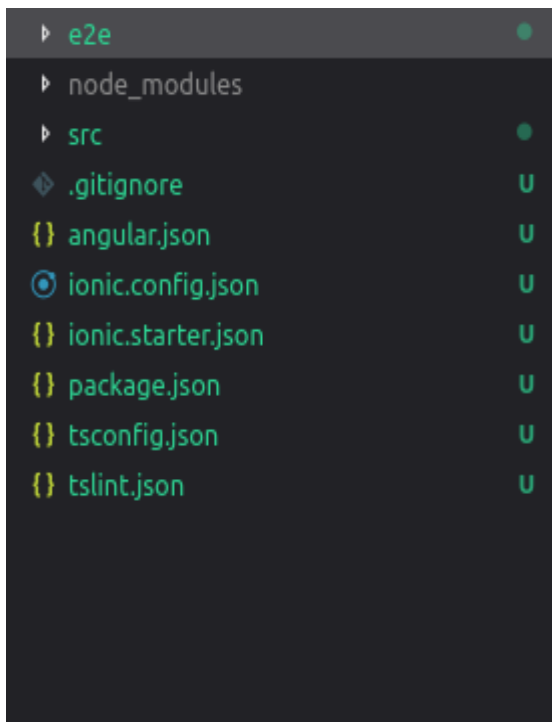 e2e
node_modules
src
.gitignore U
{} angular.json U
ionic.config.json U
{} ionic.starter.json U
{} package.json U
{} tsconfig.json U
{} tslint.json U